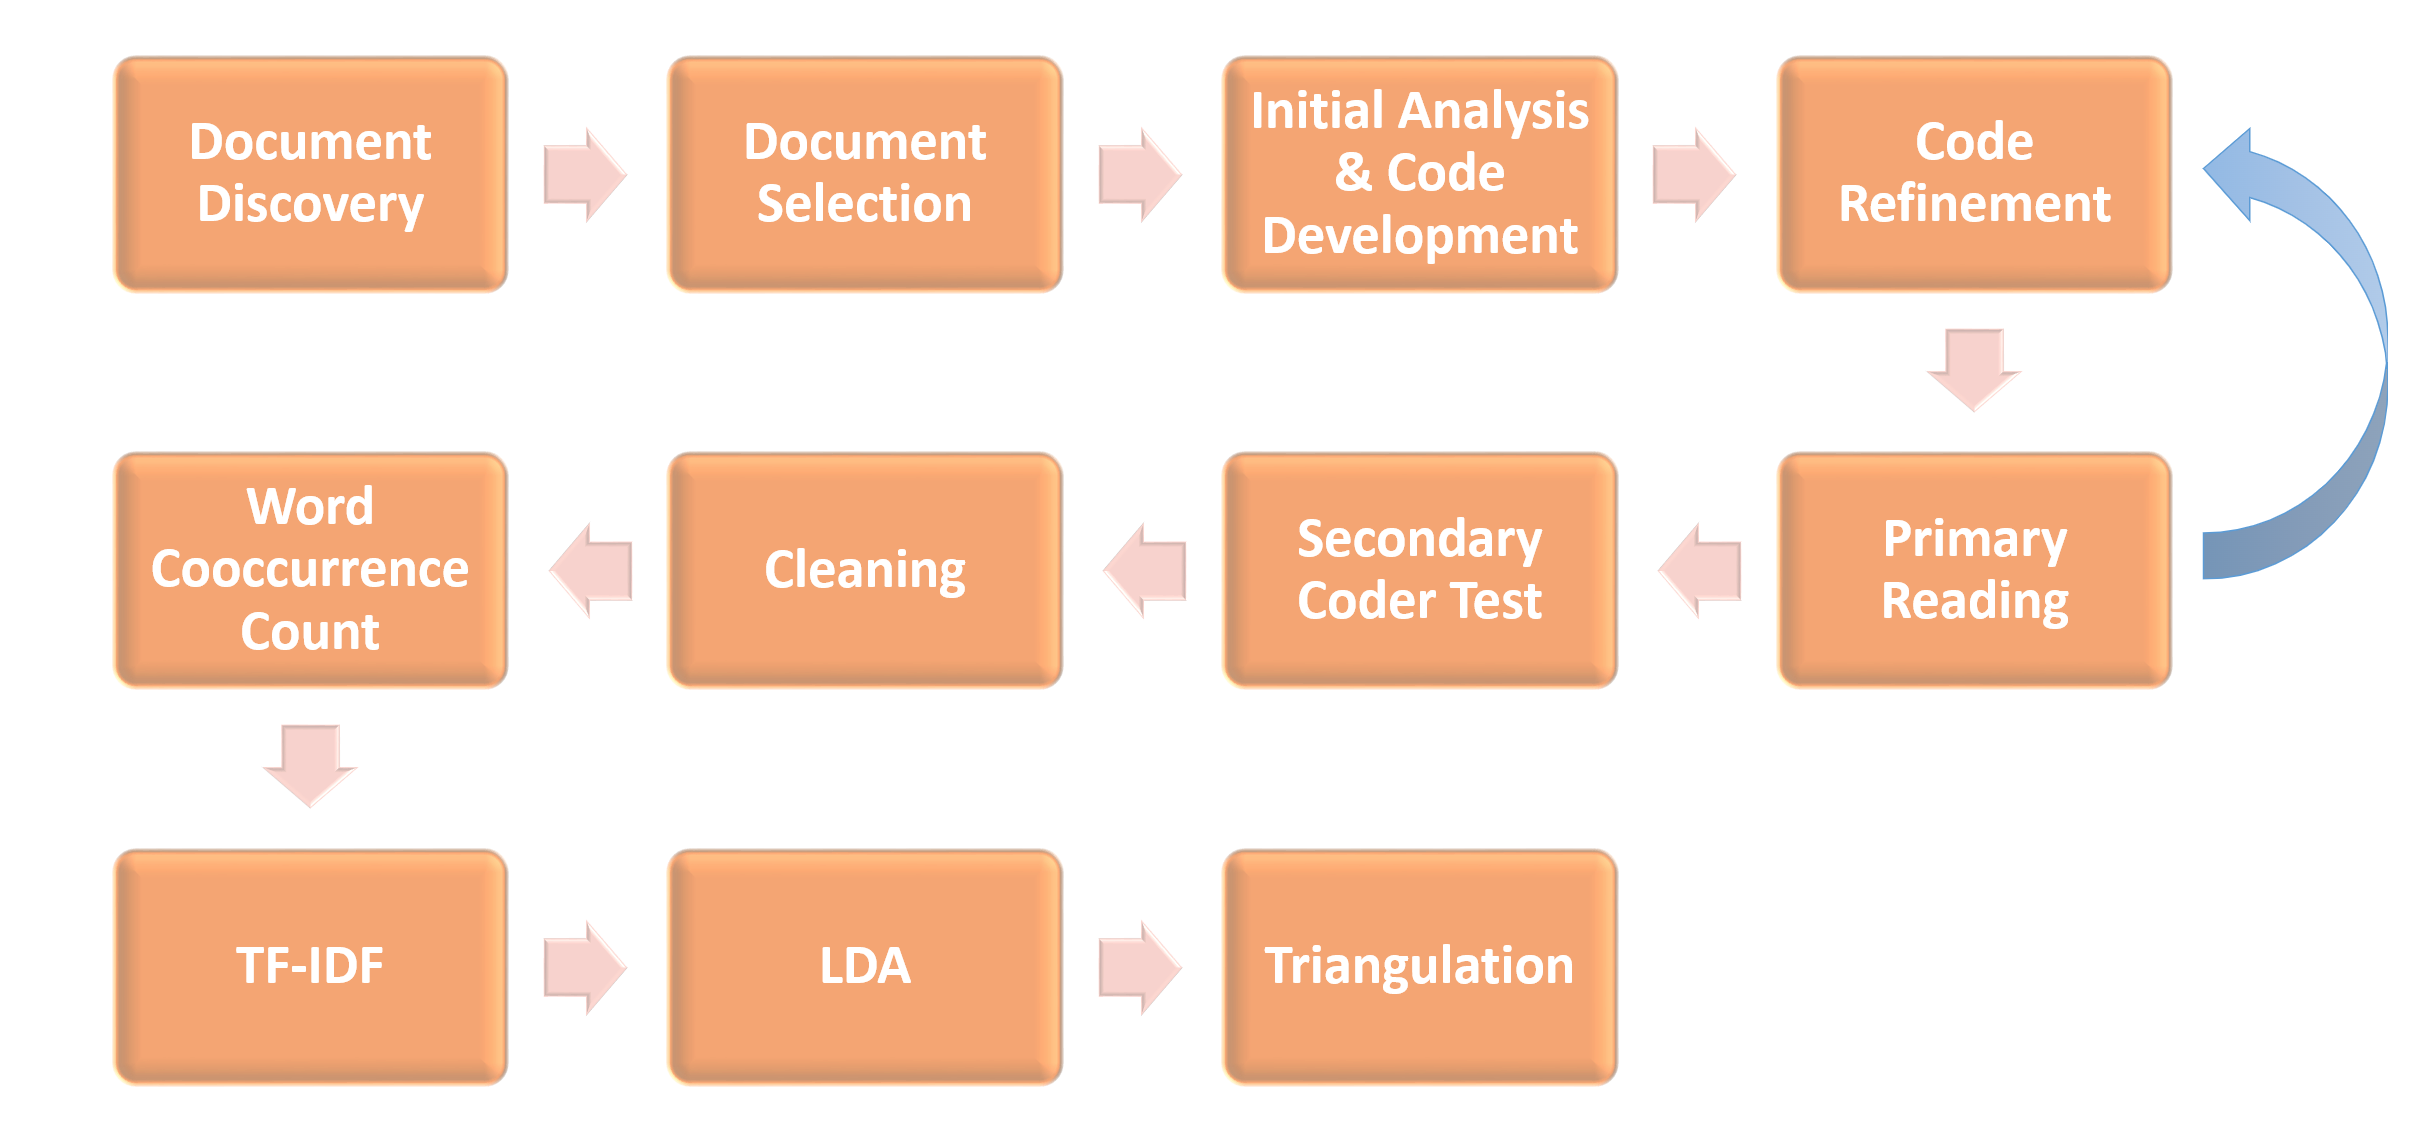 Document
Discovery
Document
Selection
Initial Analysis
& Code
Development
Code
Refinement
Primary
Reading
Secondary
Coder Test
Cleaning
Word
Cooccurrence
Count
TF-IDF
LDA
Triangulation